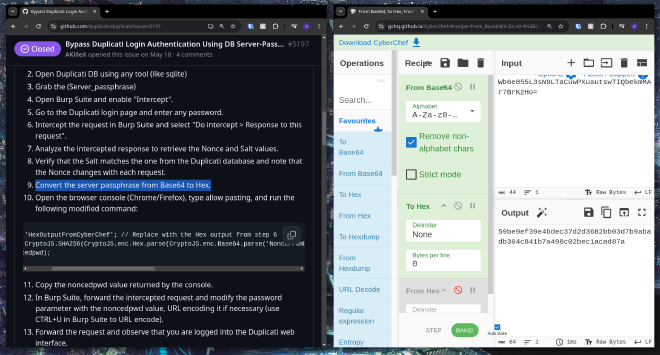 Bypass Duplicati Login Auth
github.com/duplicati/duplicati/issues/5197
Closed
Bypass Duplicati Login Authentication Using DB Server-Pass... #5197
AKilleX opened this issue on May 18 · 4 comments
2. Open Duplicati DB using any tool (like sqlite)
3. Grab the (Server_passphrase)
4. Open Burp Suite and enable "Intercept".
5. Go to the Duplicati login page and enter any password.
6. Intercept the request in Burp Suite and select "Do intercept > Response to this
request".
7. Analyze the intercepted response to retrieve the Nonce and Salt values.
8. Verify that the Salt matches the one from the Duplicati database and note that
the Nonce changes with each request.
9. Convert the server passphrase from Base64 to Hex.
10. Open the browser console (Chrome/Firefox), type allow pasting, and run the
following modified command:
'HexOutputFromCyberChef'; // Replace with the Hex output from step 6
CryptoJS.SHA256(CryptoJS.enc.Hex.parse(CryptoJS.enc.Base64.parse('NonceFromB
cedpwd);
11. Copy the noncedpwd value returned by the console.
12. In Burp Suite, forward the intercepted request and modify the password
parameter with the noncedpwd value, URL encoding it if necessary (use
CTRL+U in Burp Suite to URL encode).
13. Forward the request and observe that you are logged into the Duplicati web
interface.
From Base64, To Hex, Fro
gchq.github.io/CyberChef/#recipe=From_Base64('A-Za-z0-9%2B/
Download CyberChef
Operations
Search...
Favourites
To Base64
From Base64
To Hex
From Hex
To Hexdump
From
Hexdump
URL Decode
Regular
expression
Entropy
Recipe
From Base64
Alphabet
A-Za-z0-...
Remove non-
alphabet chars
Strict mode
To Hex
Delimiter
None
Bytes per line
0
From Hex
Delimiter
STEP
BAKE!
Auto Bake
Input
Wb6e855L3sN9LTaCuwPXuautswTIQbekmMA
r7BrK2Ho=
44
1
Raw Bytes
LF
Output
59be9ef39e4bdec37d2d3682bb03d7b9aba
db304c841b7a498c02bec1acad87a
64
1
1ms
Raw Bytes
LF